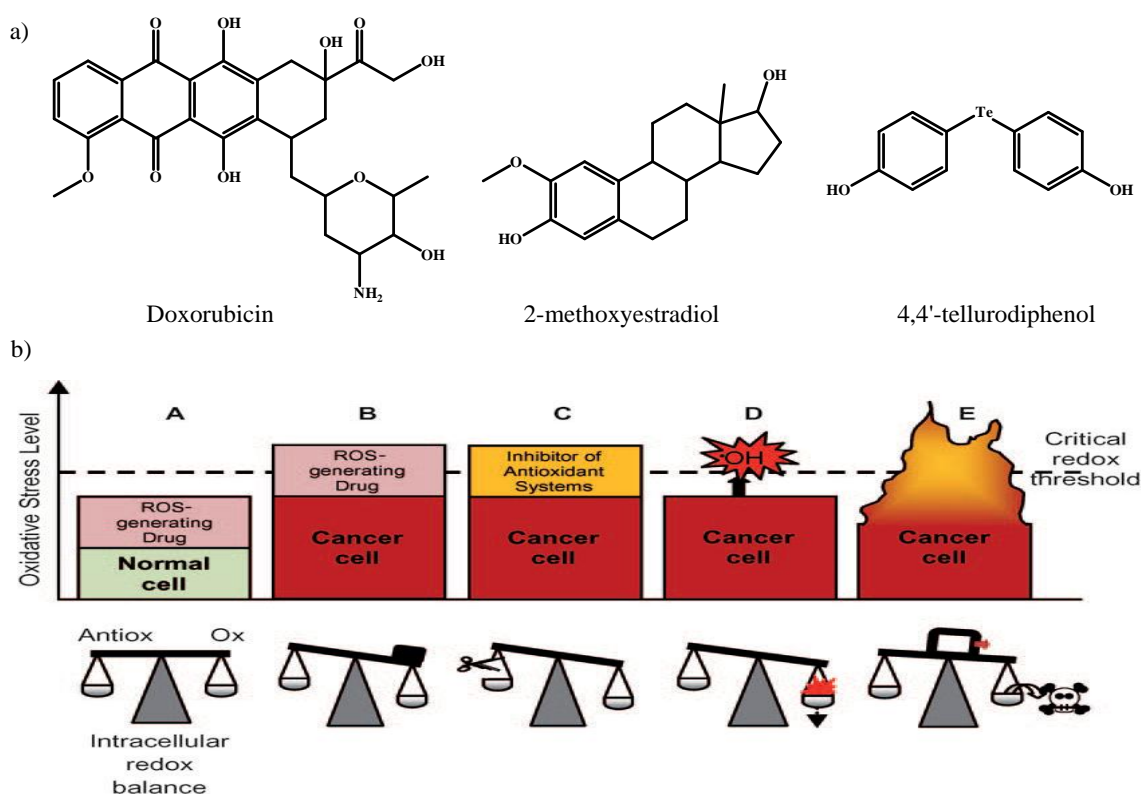 a)
O
OH
OH
O
OH
O
O
OH
O
OH
O
NH₂
OH
OH
O
HO
Te
HO
OH
Doxorubicin
2-methoxyestradiol
4,4'-tellurodiphenol
b)
Oxidative Stress Level
A
B
C
D
E
ROS-
generating
Drug
Normal
cell
ROS-
generating
Drug
Cancer
cell
Inhibitor of
Antioxidant
Systems
Cancer
cell
·OH
Cancer
cell
Cancer
cell
Critical
redox
threshold
Antiox
Ox
Intracellular
redox
balance